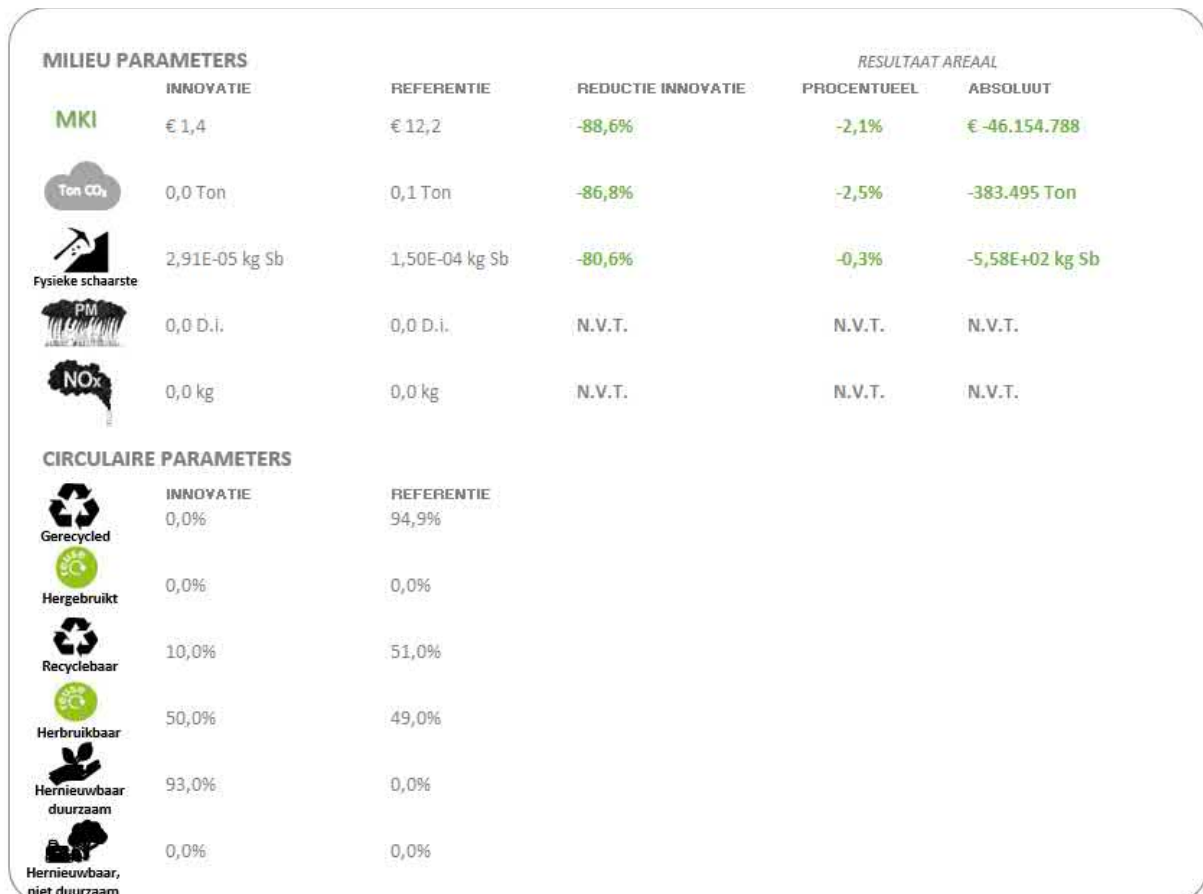 MILIEU PARAMETERS RESULTAAT AREAAL
INNOVATIE REFERENTIE REDUCTIE INNOVATIE PROCENTUEEL ABSOLUUT
MKI € 1,4 € 12,2 -88,6% -2,1% € -46.154.788
Ton CO₂ 0,0 Ton 0,1 Ton -86,8% -2,5% -383.495 Ton
2,91E-05 kg Sb 1,50E-04 kg Sb -80,6% -0,3% -5,58E+02 kg Sb
Fysieke schaarste
PM 0,0 D.i. 0,0 D.i. N.V.T. N.V.T. N.V.T.
NOx 0,0 kg 0,0 kg N.V.T. N.V.T. N.V.T.
CIRCULAIRE PARAMETERS
INNOVATIE REFERENTIE
0,0% 94,9%
Gerecycled
reuse
0,0% 0,0%
Hergebruikt
10,0% 51,0%
Recyclebaar
reuse
50,0% 49,0%
Herbruikbaar
93,0% 0,0%
Hernieuwbaar
duurzaam
0,0% 0,0%
Hernieuwbaar,
niet duurzaam